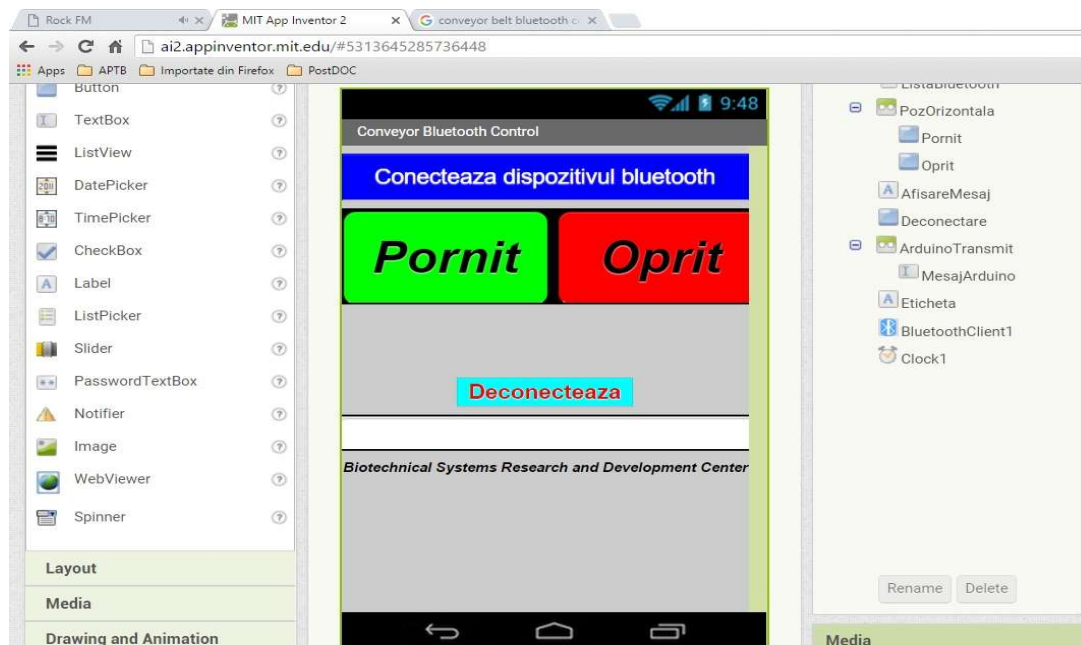 Rock FM
MIT App Inventor 2
conveyor belt bluetooth c
ai2.appinventor.mit.edu/#5313645285736448
Apps
APTB
Importate din Firefox
PostDOC
Button
TextBox
ListView
DatePicker
TimePicker
CheckBox
Label
ListPicker
Slider
PasswordTextBox
Notifier
Image
WebViewer
Spinner
Layout
Media
Drawing and Animation
9:48
Conveyor Bluetooth Control
Conecteaza dispozitivul bluetooth
Pornit
Oprit
Deconecteaza
Biotechnical Systems Research and Development Center
ListaBluetooth
PozOrizontala
Pornit
Oprit
AfisareMesaj
Deconectare
ArduinoTransmit
MesajArduino
Eticheta
BluetoothClient1
Clock1
Rename
Delete
Media